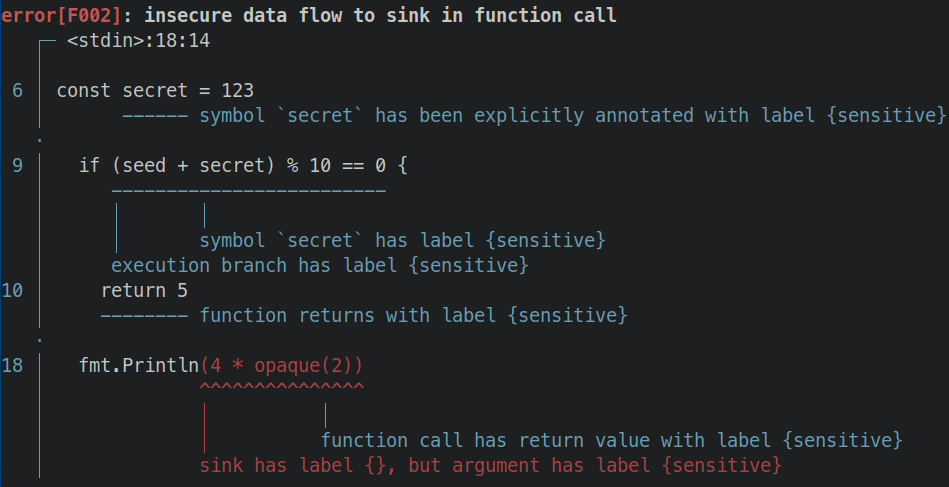 error[F002]: insecure data flow to sink in function call
<stdin>:18:14
6 const secret = 123
------ symbol `secret` has been explicitly annotated with label {sensitive}
.
9 if (seed + secret) % 10 == 0 {
-------------------------
symbol `secret` has label {sensitive}
execution branch has label {sensitive}
10 return 5
-------- function returns with label {sensitive}
.
18 fmt.Println(4 * opaque(2))
^^^^^^^^^^^^^^^
function call has return value with label {sensitive}
sink has label {}, but argument has label {sensitive}